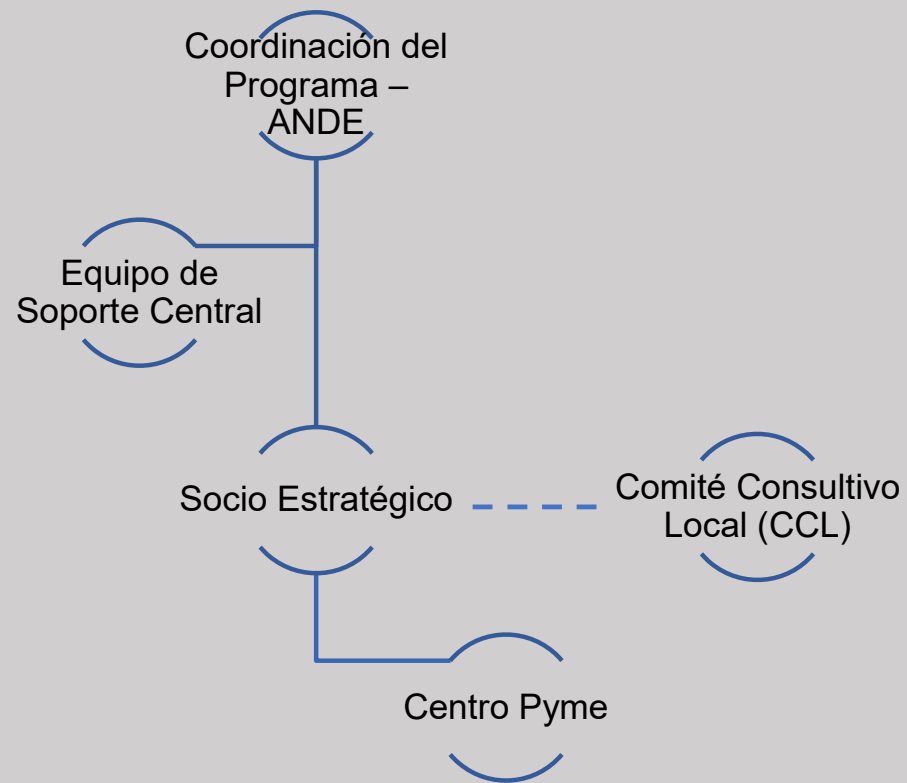 Coordinación del
Programa –
ANDE
Equipo de
Soporte Central
Socio Estratégico
Comité Consultivo
Local (CCL)
Centro Pyme